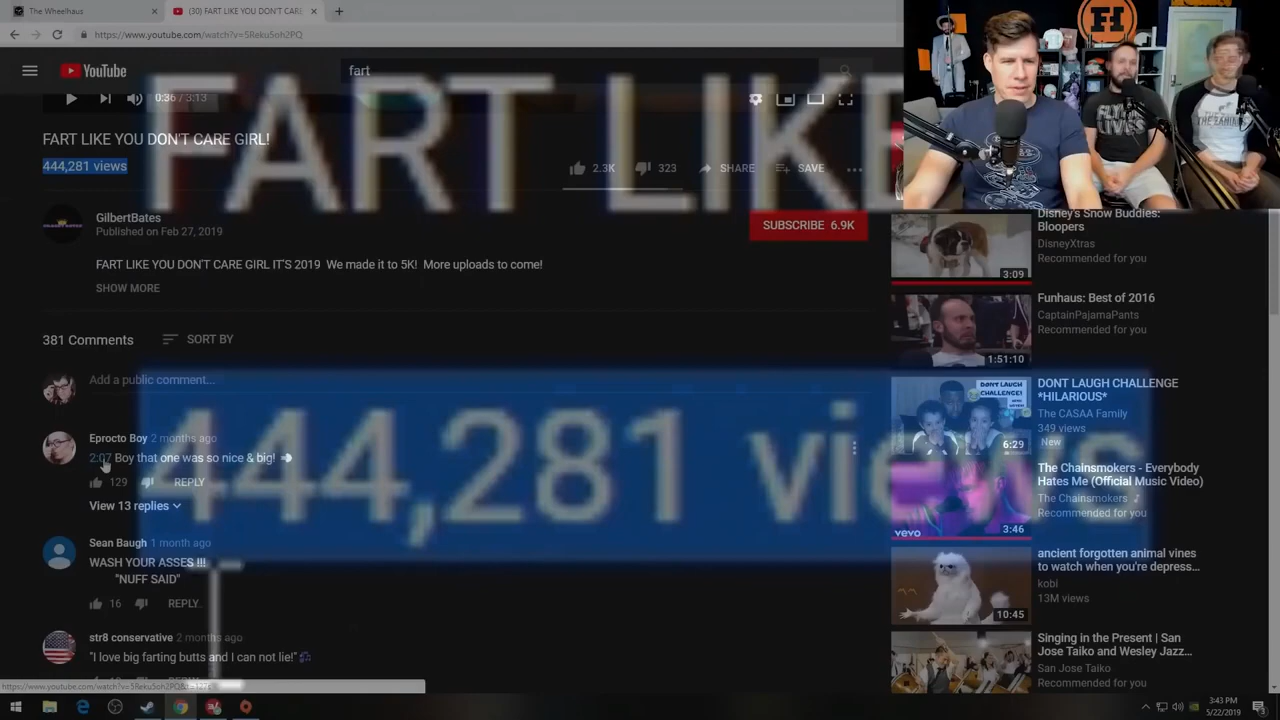 The Wheelhaus
(30) FART LIKE YOU DON'T CARE
https://www.youtube.com/watch?v=5Reku5oh2PQ
YouTube
fart
0:36 / 3:13
FART LIKE
FART LIKE YOU DON'T CARE GIRL!
444,281 views
2.3K
323
SHARE
SAVE
GilbertBates
Published on Feb 27, 2019
SUBSCRIBE 6.9K
FART LIKE YOU DON'T CARE GIRL IT'S 2019 We made it to 5K! More uploads to come!
SHOW MORE
381 Comments
SORT BY
Add a public comment...
Eprocto Boy 2 months ago
2:07 Boy that one was so nice & big!
129
REPLY
View 13 replies
444,281 views
Sean Baugh 1 month ago
WASH YOUR ASSES !!!
"NUFF SAID"
16
REPLY
str8 conservative 2 months ago
"I love big farting butts and I can not lie!"
Disney's Snow Buddies:
Bloopers
DisneyXtras
Recommended for you
3:09
Funhaus: Best of 2016
CaptainPajamaPants
Recommended for you
1:51:10
DONT LAUGH
CHALLENGE!
DONT LAUGH CHALLENGE
*HILARIOUS*
The CASAA Family
349 views
New
6:29
The Chainsmokers - Everybody
Hates Me (Official Music Video)
The Chainsmokers
Recommended for you
vevo
3:46
ancient forgotten animal vines
to watch when you're depress...
kobi
13M views
10:45
Singing in the Present | San
Jose Taiko and Wesley Jazz...
San Jose Taiko
Recommended for you
3:43 PM
5/22/2019